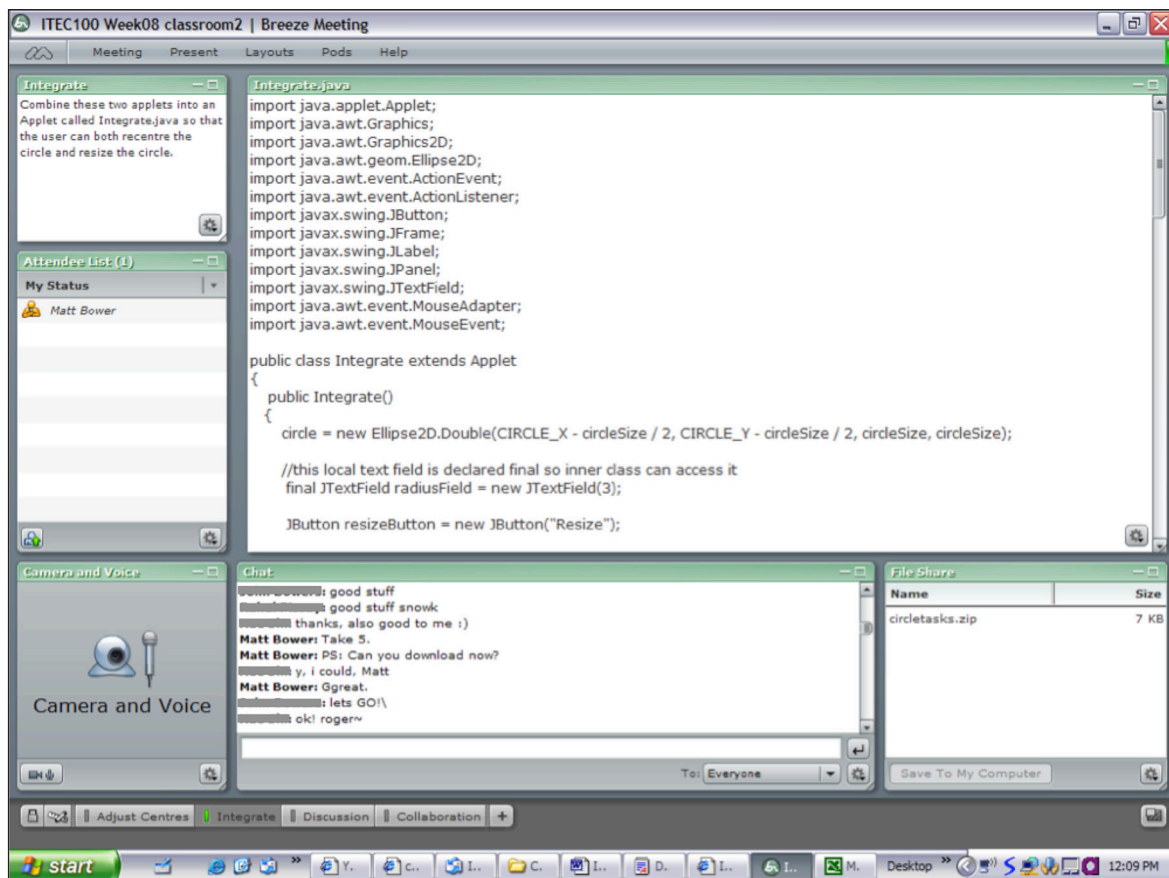 ITEC100 Week08 classroom2 | Breeze Meeting
Meeting Present Layouts Pods Help
Integrate
Combine these two applets into an
Applet called Integrate.java so that
the user can both recentre the
circle and resize the circle.
Attendee List (1)
My Status
Matt Bower
Camera and Voice
Camera and Voice
Integrate.java
import java.applet.Applet;
import java.awt.Graphics;
import java.awt.Graphics2D;
import java.awt.geom.Ellipse2D;
import java.awt.event.ActionEvent;
import java.awt.event.ActionListener;
import javax.swing.JButton;
import javax.swing.JFrame;
import javax.swing.JLabel;
import javax.swing.JPanel;
import javax.swing.JTextField;
import java.awt.event.MouseAdapter;
import java.awt.event.MouseEvent;
public class Integrate extends Applet
{
public Integrate()
{
circle = new Ellipse2D.Double(CIRCLE_X - circleSize / 2, CIRCLE_Y - circleSize / 2, circleSize, circleSize);
//this local text field is declared final so inner class can access it
final JTextField radiusField = new JTextField(3);
JButton resizeButton = new JButton("Resize");
Chat
: good stuff
: good stuff snowk
thanks, also good to me :)
Matt Bower: Take 5.
Matt Bower: PS: Can you download now?
y, i could, Matt
Matt Bower: Ggreat.
: lets GO!\
: ok! roger~
To: Everyone
File Share
Name Size
circletasks.zip 7 KB
Save To My Computer
Adjust Centres Integrate Discussion Collaboration +
start » Y.. c.. I.. C.. I.. D.. I.. I.. M.. Desktop » 12:09 PM